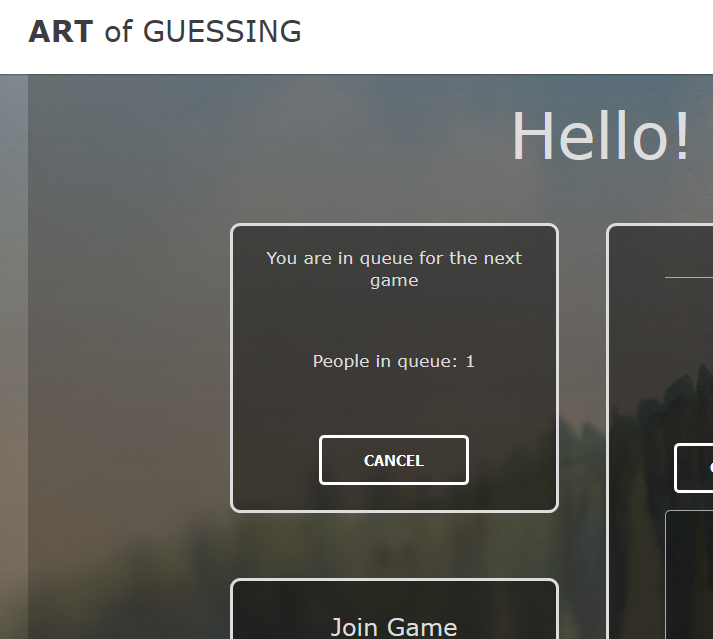 ART of GUESSING
Hello!
You are in queue for the next
game
People in queue: 1
CANCEL
Join Game